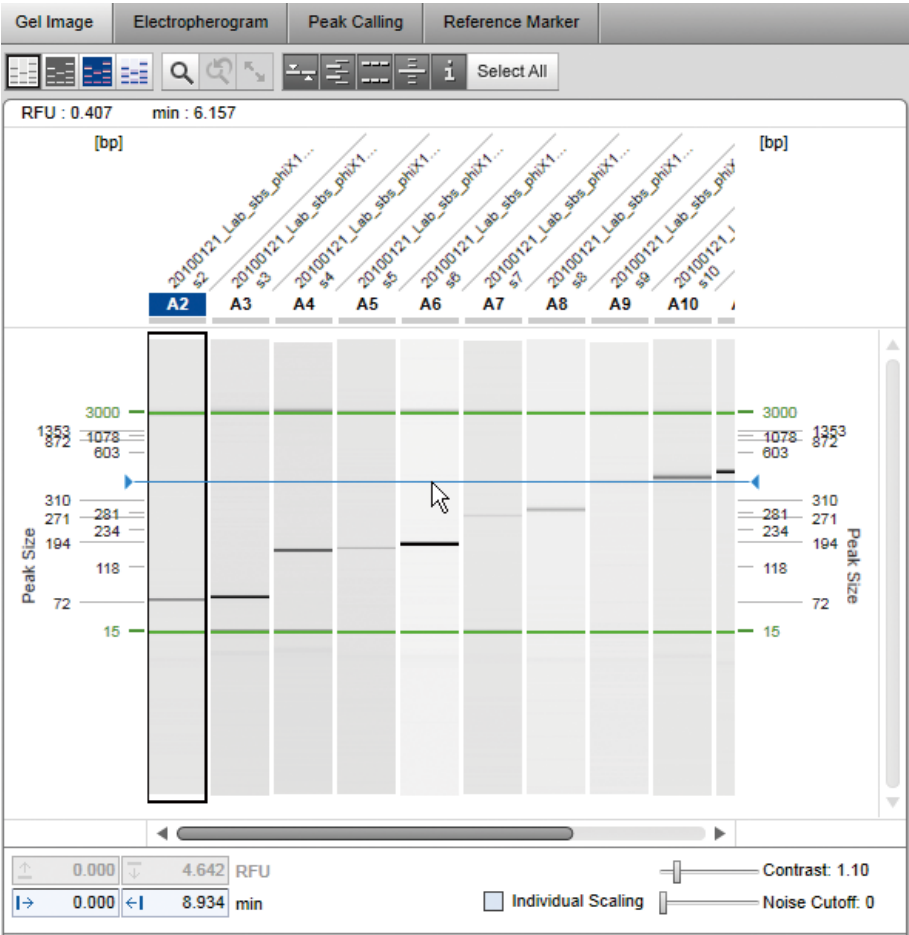 Gel Image Electropherogram Peak Calling Reference Marker
Select All
RFU : 0.407 min : 6.157
[bp] [bp]
20100121_Lab_sbs_phiX1... s2
20100121_Lab_sbs_phiX1... s3
20100121_Lab_sbs_phiX1... s4
20100121_Lab_sbs_phiX1... s5
20100121_Lab_sbs_phiX1... s6
20100121_Lab_sbs_phiX1... s7
20100121_Lab_sbs_phiX1... s8
20100121_Lab_sbs_phi s9
20100121_ s10
A2 A3 A4 A5 A6 A7 A8 A9 A10
3000 3000
1353 1353
1078 1078
872 872
603 603
310 310
281 281
271 271
234 234
194 194
118 118
72 72
15 15
Peak Size Peak Size
0.000 4.642 RFU Contrast: 1.10
0.000 8.934 min Individual Scaling Noise Cutoff: 0